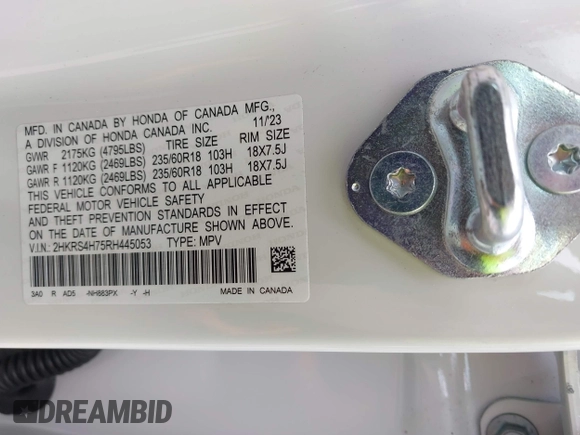 MFD. IN CANADA BY HONDA OF CANADA MFG.,
A DIVISION OF HONDA CANADA INC. 11/'23
GVWR 2175KG (4795LBS) TIRE SIZE RIM SIZE
GAWR F 1120KG (2469LBS) 235/60R18 103H 18X7.5J
GAWR R 1120KG (2469LBS) 235/60R18 103H 18X7.5J
THIS VEHICLE CONFORMS TO ALL APPLICABLE
FEDERAL MOTOR VEHICLE SAFETY
AND THEFT PREVENTION STANDARDS IN EFFECT
ON THE DATE OF MANUFACTURE SHOWN ABOVE.
V.I.N.: 2HKRS4H75RH445053 TYPE: MPV
3A0 R AD5 -NH883PX -Y -H MADE IN CANADA
DREAMBID